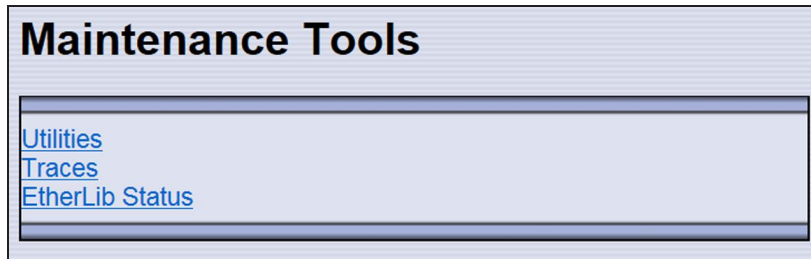 Maintenance Tools
Utilities
Traces
EtherLib Status